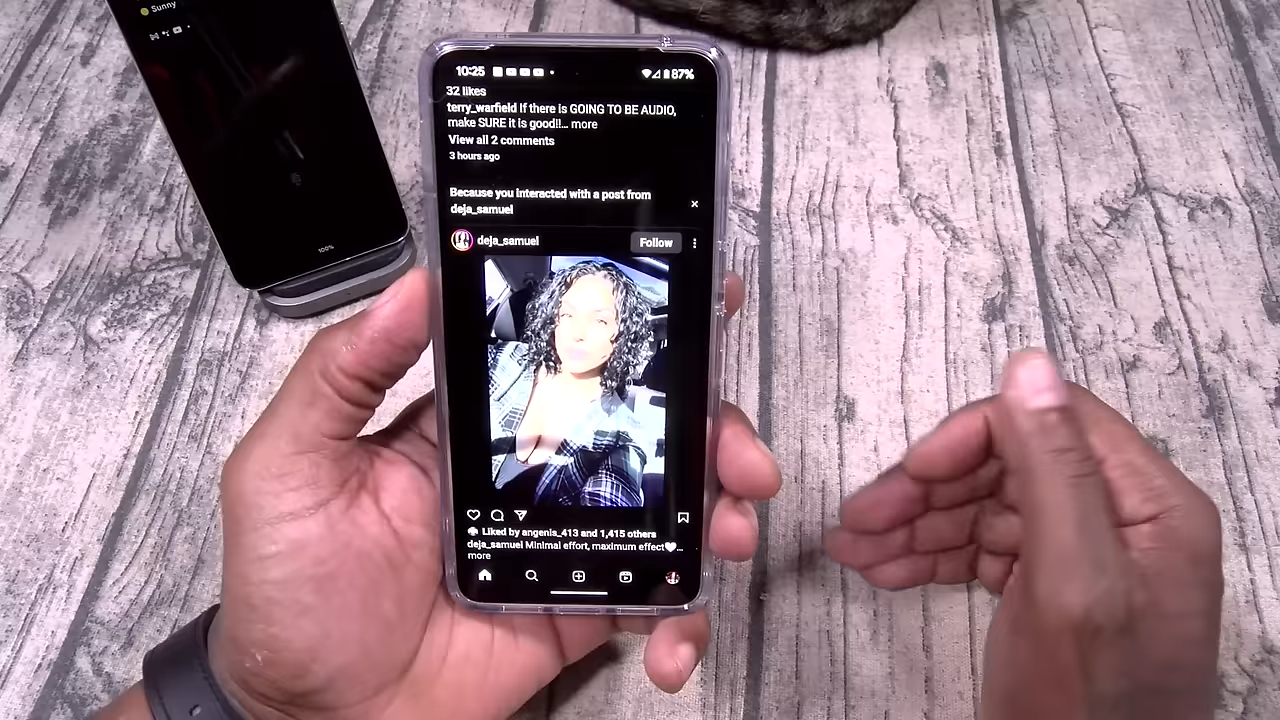 Sunny
100%
10:25
87%
32 likes
terry_warfield If there is GOING TO BE AUDIO,
make SURE it is good!!... more
View all 2 comments
3 hours ago
Because you interacted with a post from
deja_samuel
deja_samuel
Follow
Liked by angenis_413 and 1,415 others
deja_samuel Minimal effort, maximum effect🤍...
more